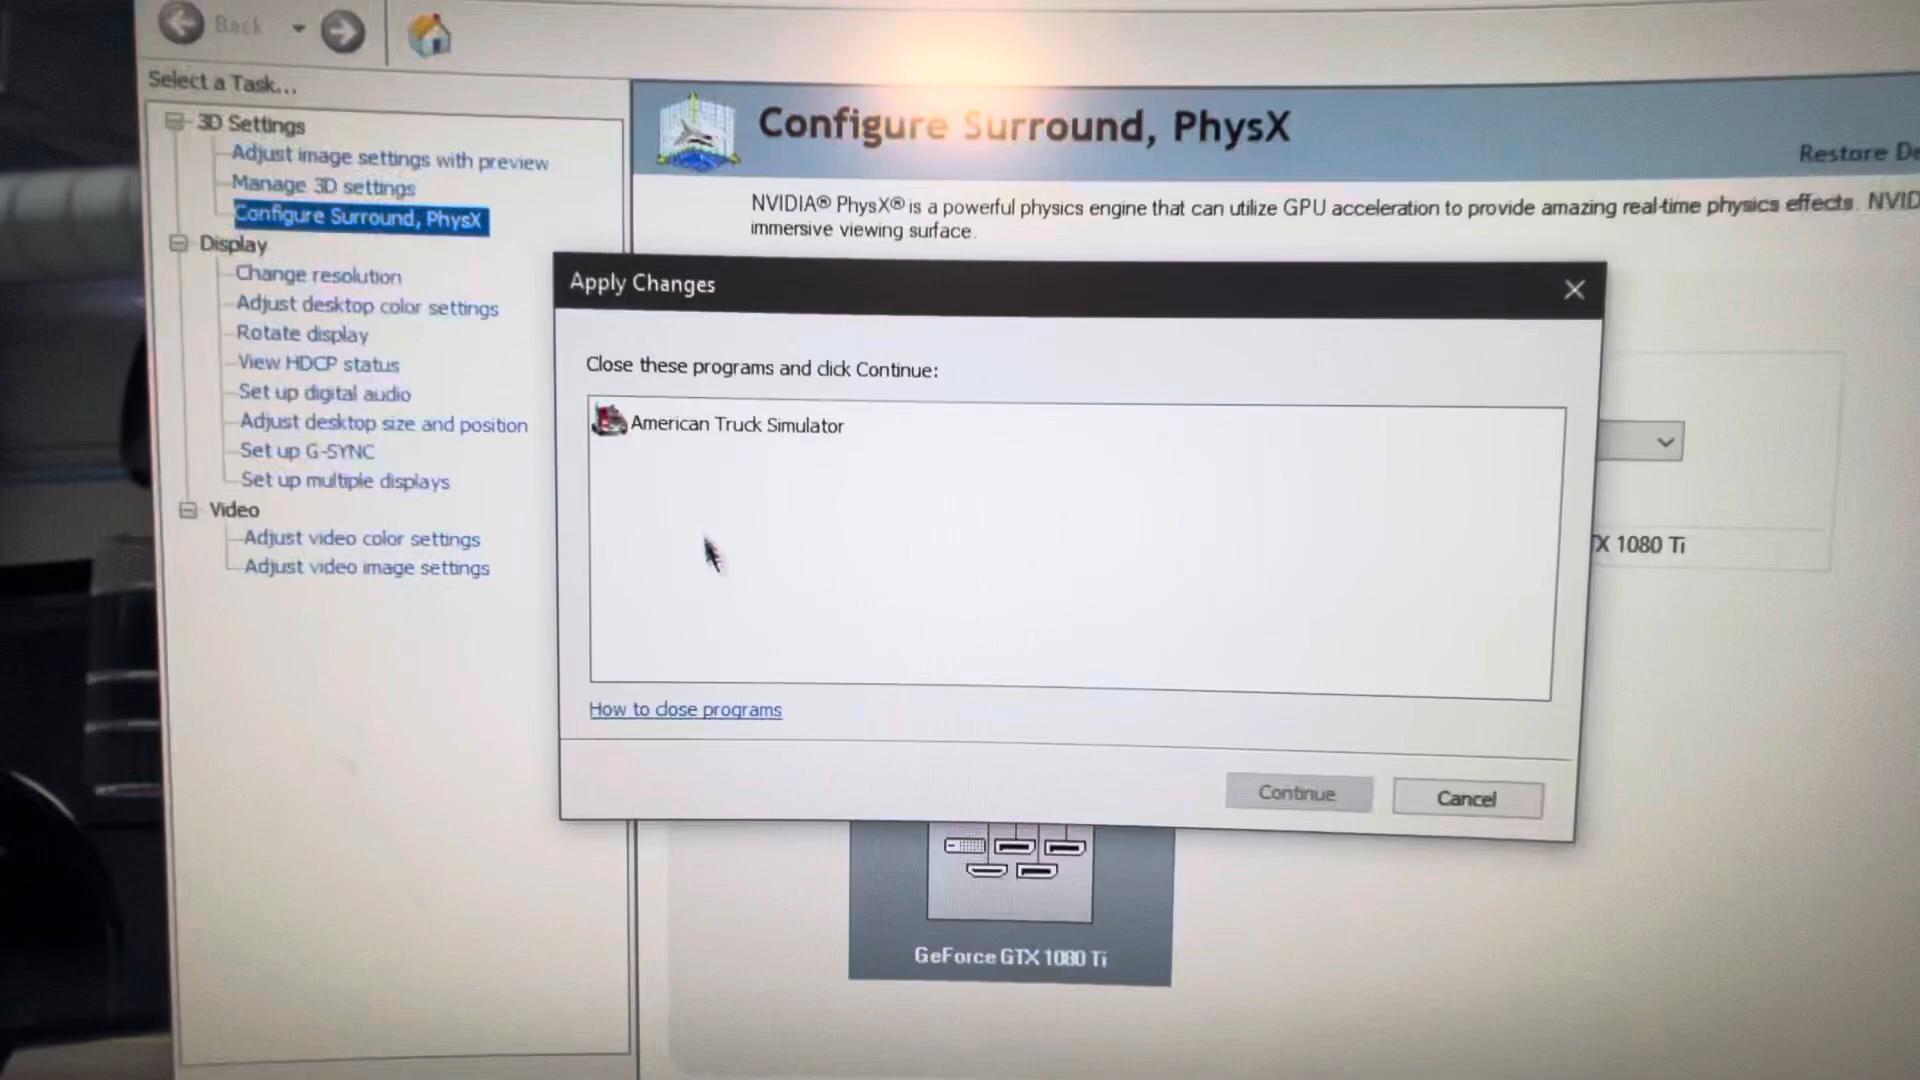 Back
Select a Task...
3D Settings
Adjust image settings with preview
Manage 3D settings
Configure Surround, PhysX
Display
Change resolution
Adjust desktop color settings
Rotate display
View HDCP status
Set up digital audio
Adjust desktop size and position
Set up G-SYNC
Set up multiple displays
Video
Adjust video color settings
Adjust video image settings
Configure Surround, PhysX
Restore De
NVIDIA® PhysX® is a powerful physics engine that can utilize GPU acceleration to provide amazing real-time physics effects. NVID
immersive viewing surface.
Apply Changes
Close these programs and click Continue:
American Truck Simulator
How to close programs
Continue
Cancel
X 1080 Ti
GeForce GTX 1080 Ti